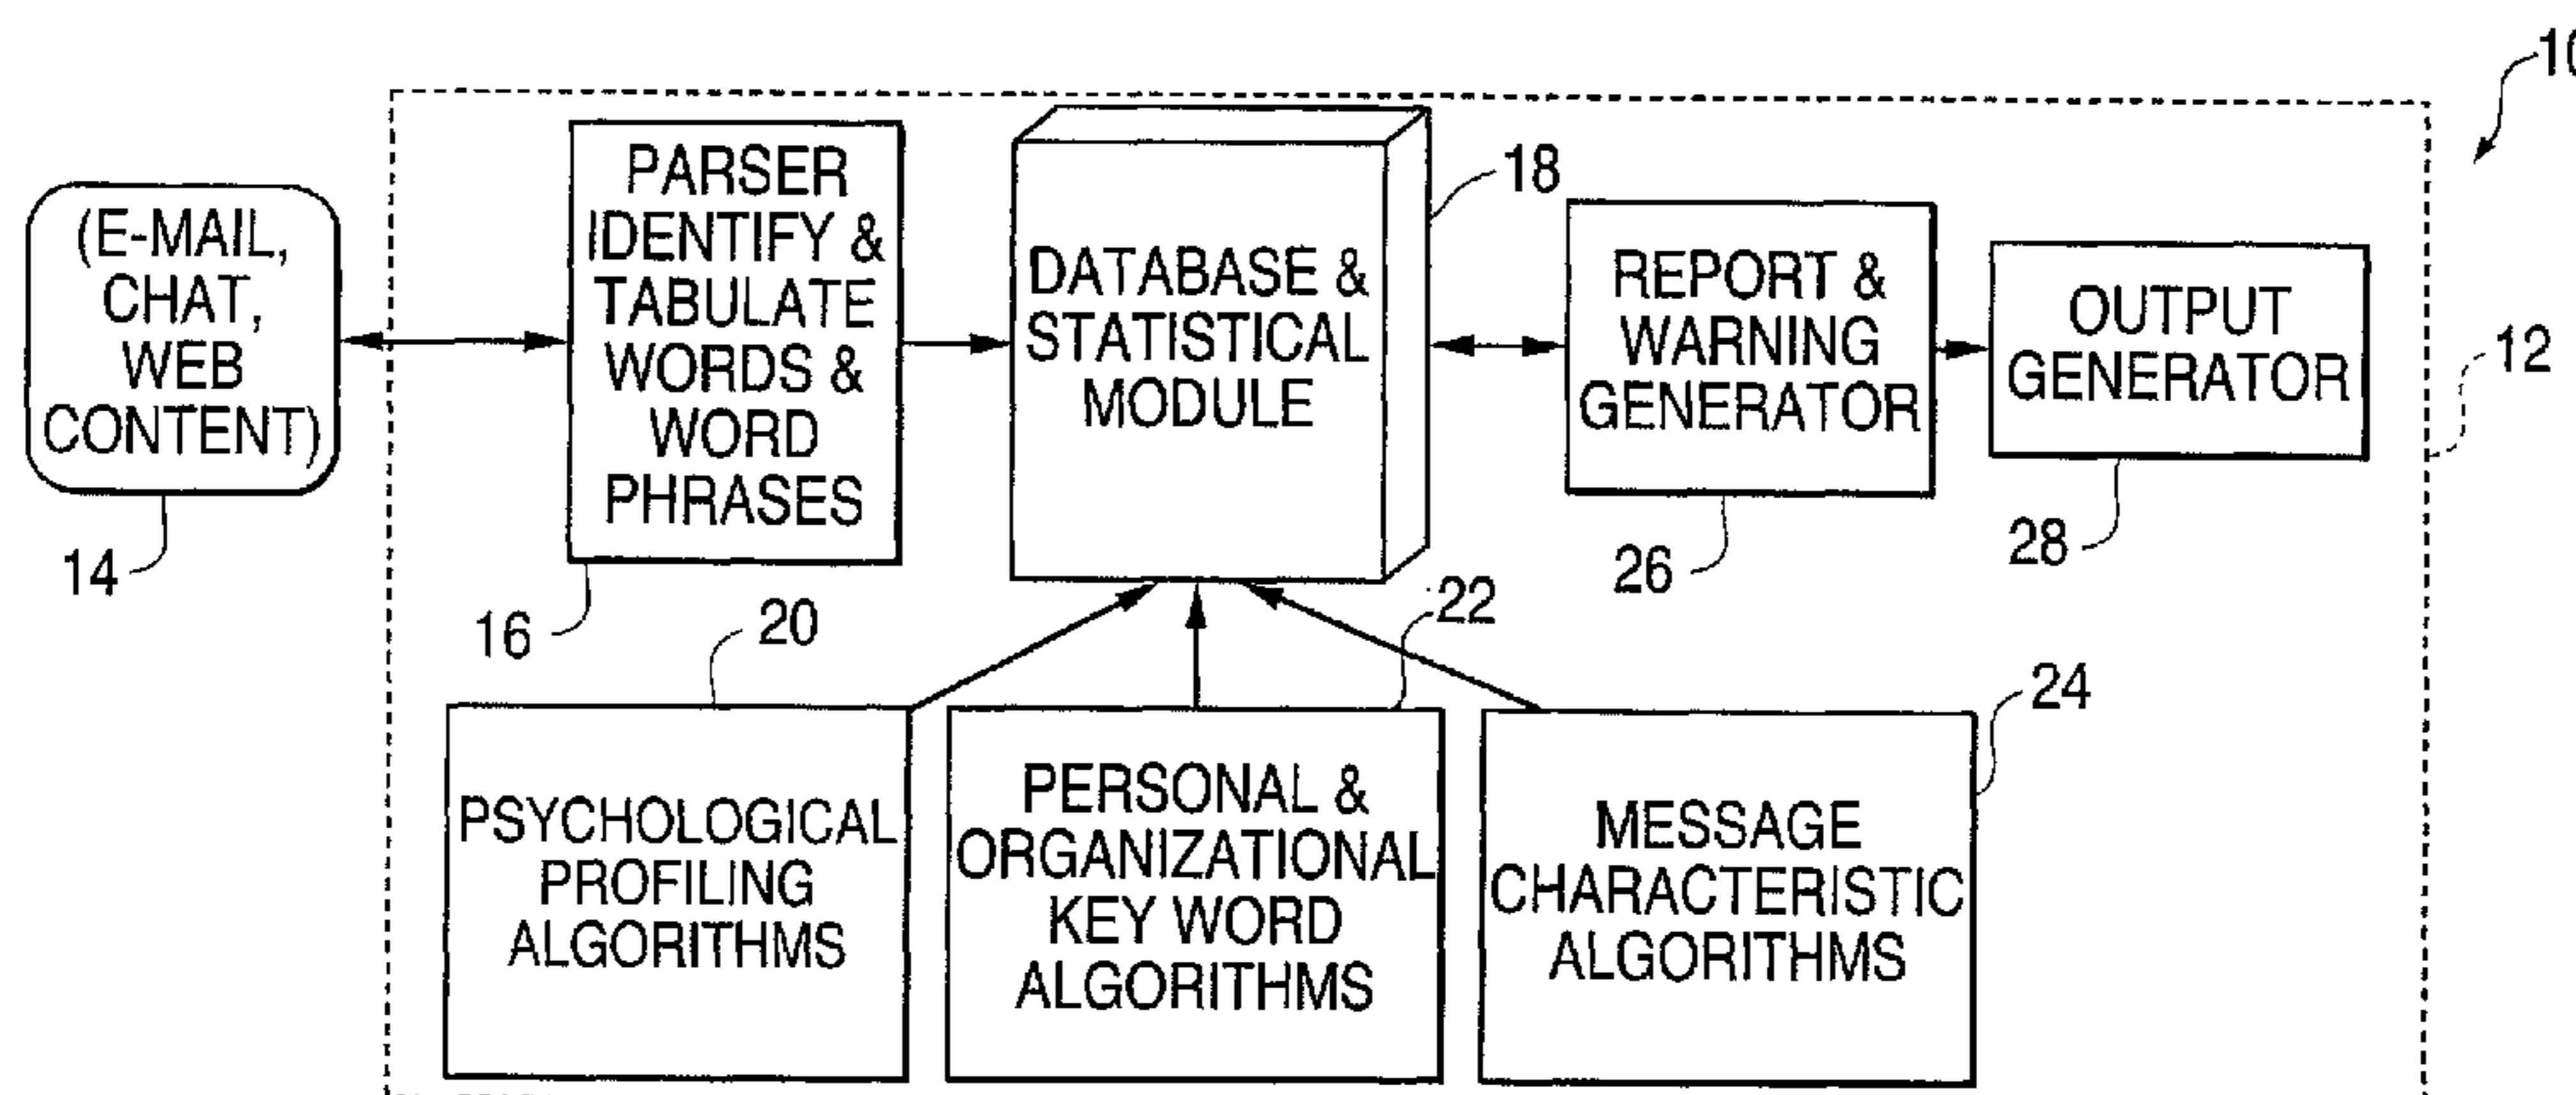 10
(E-MAIL,
CHAT,
WEB
CONTENT)
14
PARSER
IDENTIFY &
TABULATE
WORDS &
WORD
PHRASES
16
DATABASE &
STATISTICAL
MODULE
18
REPORT &
WARNING
GENERATOR
26
OUTPUT
GENERATOR
28
12
20
PSYCHOLOGICAL
PROFILING
ALGORITHMS
22
PERSONAL &
ORGANIZATIONAL
KEY WORD
ALGORITHMS
24
MESSAGE
CHARACTERISTIC
ALGORITHMS